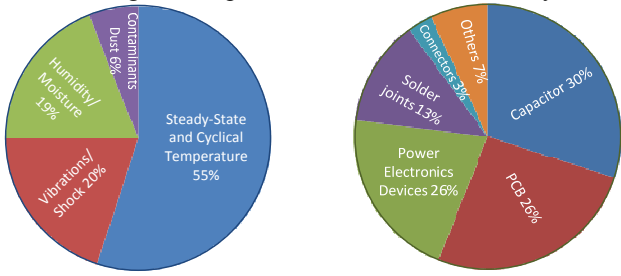 Contaminants
Dust 6%
Humidity/
Moisture
19%
Vibrations/
Shock 20%
Steady-State
and Cyclical
Temperature
55%
Others 7%
Connectors 3%
Solder
joints 13%
Capacitor 30%
Power
Electronics
Devices 26%
PCB 26%